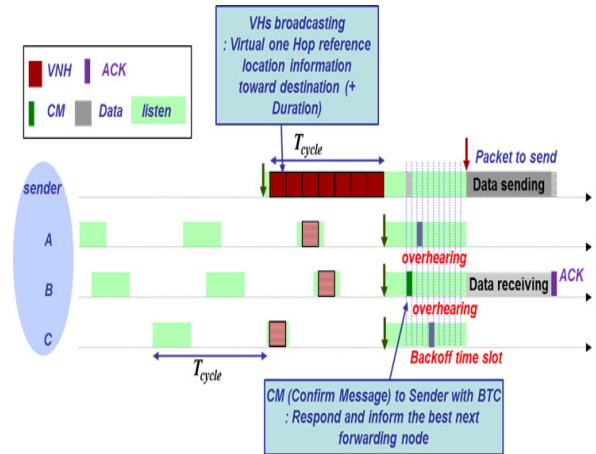 VHs broadcasting
: Virtual one Hop reference
location information
toward destination (+
Duration)
VNH
ACK
CM
Data
listen
Tcycle
Packet to send
sender
Data sending
A
overhearing
B
Data receiving
ACK
overhearing
C
Tcycle
Backoff time slot
CM (Confirm Message) to Sender with BTC
: Respond and inform the best next
forwarding node